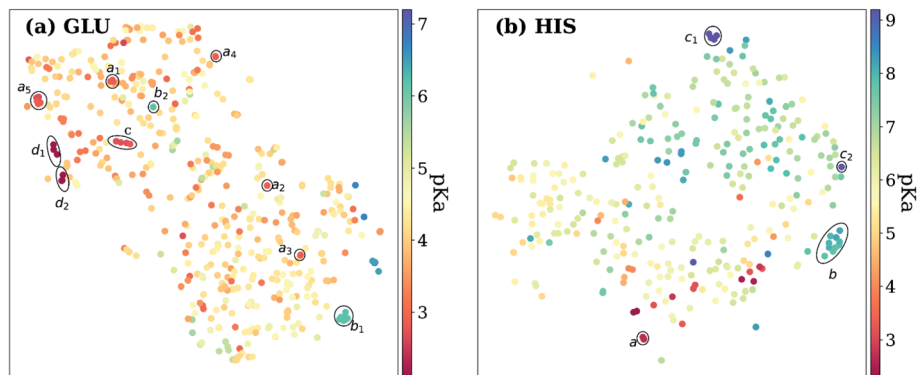 (a) GLU
a₁
a₄
a₅
b₂
c
d₁
d₂
a₂
a₃
b₁
7
6
5
4
3
pKa
(b) HIS
c₁
c₂
b
a
9
8
7
6
5
4
3
pKa